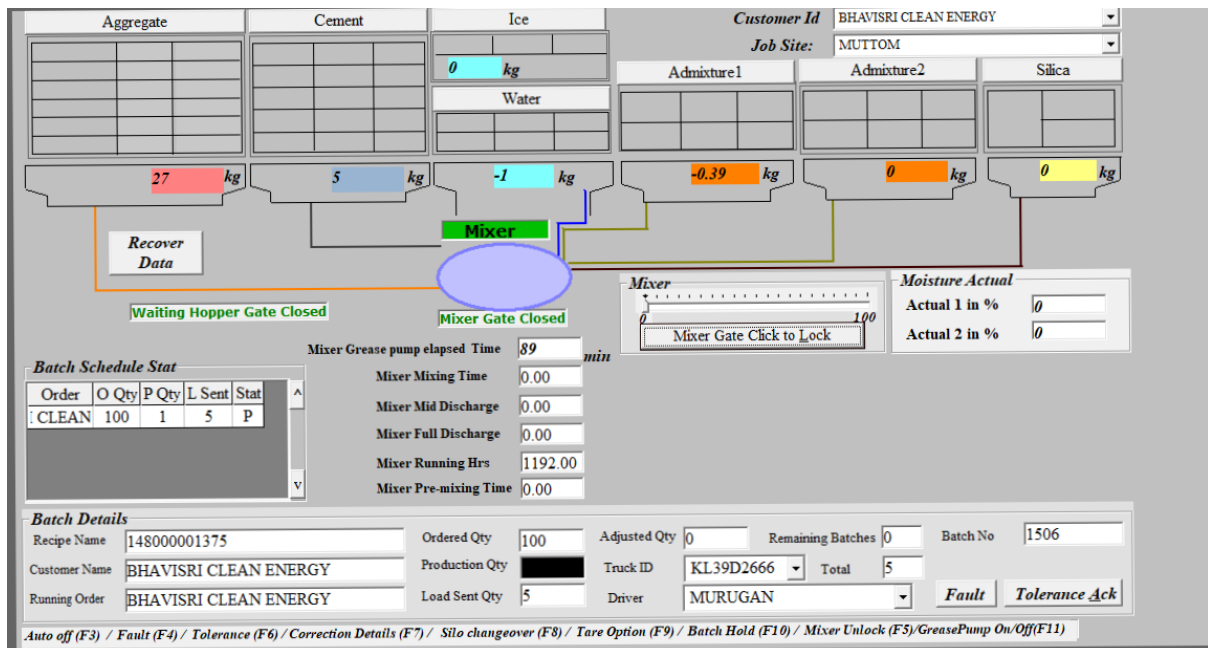 Customer Id BHAVISRI CLEAN ENERGY
Aggregate Cement Ice
Job Site: MUTTOM
0 kg
Admixture1 Admixture2 Silica
Water
27 kg 5 kg -1 kg -0.39 kg 0 kg 0 kg
Mixer
Recover
Data
Waiting Hopper Gate Closed
Mixer Gate Closed
Mixer
0 100
Mixer Gate Click to Lock
Moisture Actual
Actual 1 in % 0
Actual 2 in % 0
Mixer Grease pump elapsed Time 89 min
Mixer Mixing Time 0.00
Mixer Mid Discharge 0.00
Mixer Full Discharge 0.00
Mixer Running Hrs 1192.00
Mixer Pre-mixing Time 0.00
Batch Schedule Stat
Order O Qty P Qty L Sent Stat
CLEAN 100 1 5 P
Batch Details
Recipe Name 148000001375 Ordered Qty 100 Adjusted Qty 0 Remaining Batches 0 Batch No 1506
Customer Name BHAVISRI CLEAN ENERGY Production Qty Truck ID KL39D2666 Total 5
Running Order BHAVISRI CLEAN ENERGY Load Sent Qty 5 Driver MURUGAN Fault Tolerance Ack
Auto off (F3) / Fault (F4) / Tolerance (F6) / Correction Details (F7) / Silo changeover (F8) / Tare Option (F9) / Batch Hold (F10) / Mixer Unlock (F5)/GreasePump On/Off(F11)